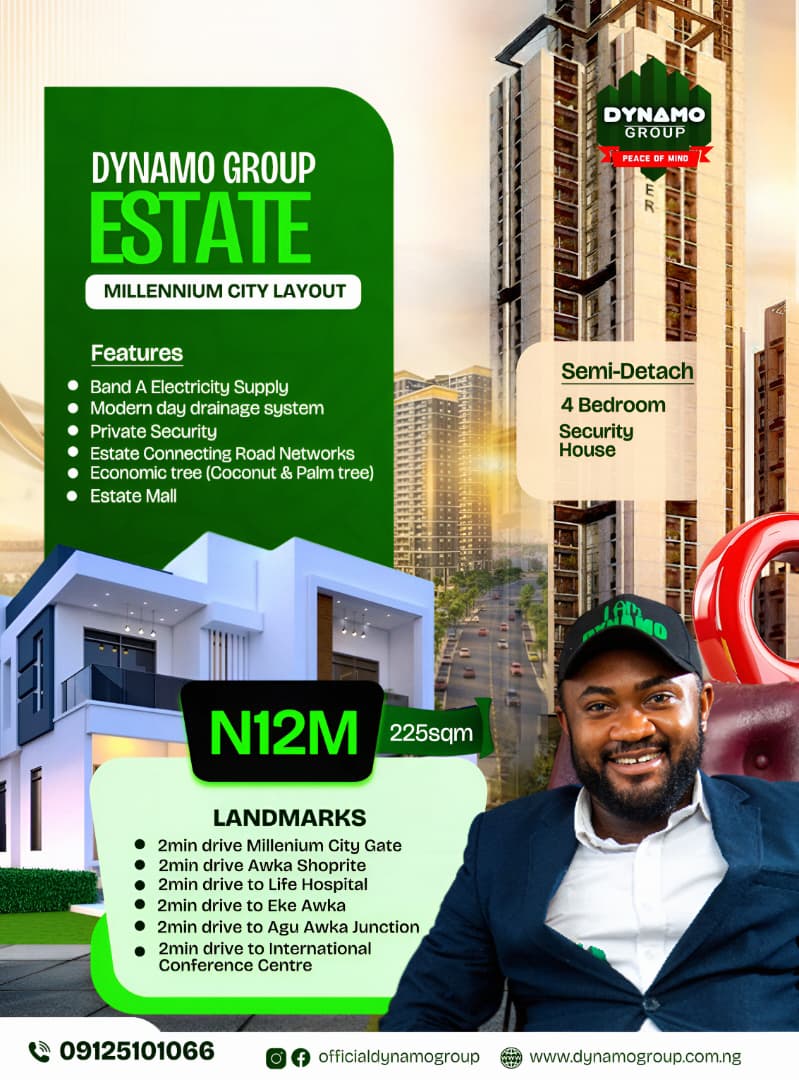 DYNAMO
GROUP
PEACE OF MIND
E
R
DYNAMO GROUP
ESTATE
MILLENNIUM CITY LAYOUT
Features
Band A Electricity Supply
Modern day drainage system
Private Security
Estate Connecting Road Networks
Economic tree (Coconut & Palm tree)
Estate Mall
Semi-Detach
4 Bedroom
Security
House
I AM
DYNAMO
N12M
225sqm
LANDMARKS
2min drive Millenium City Gate
2min drive Awka Shoprite
2min drive to Life Hospital
2min drive to Eke Awka
2min drive to Agu Awka Junction
2min drive to International
Conference Centre
09125101066
officialdynamogroup
www.dynamogroup.com.ng